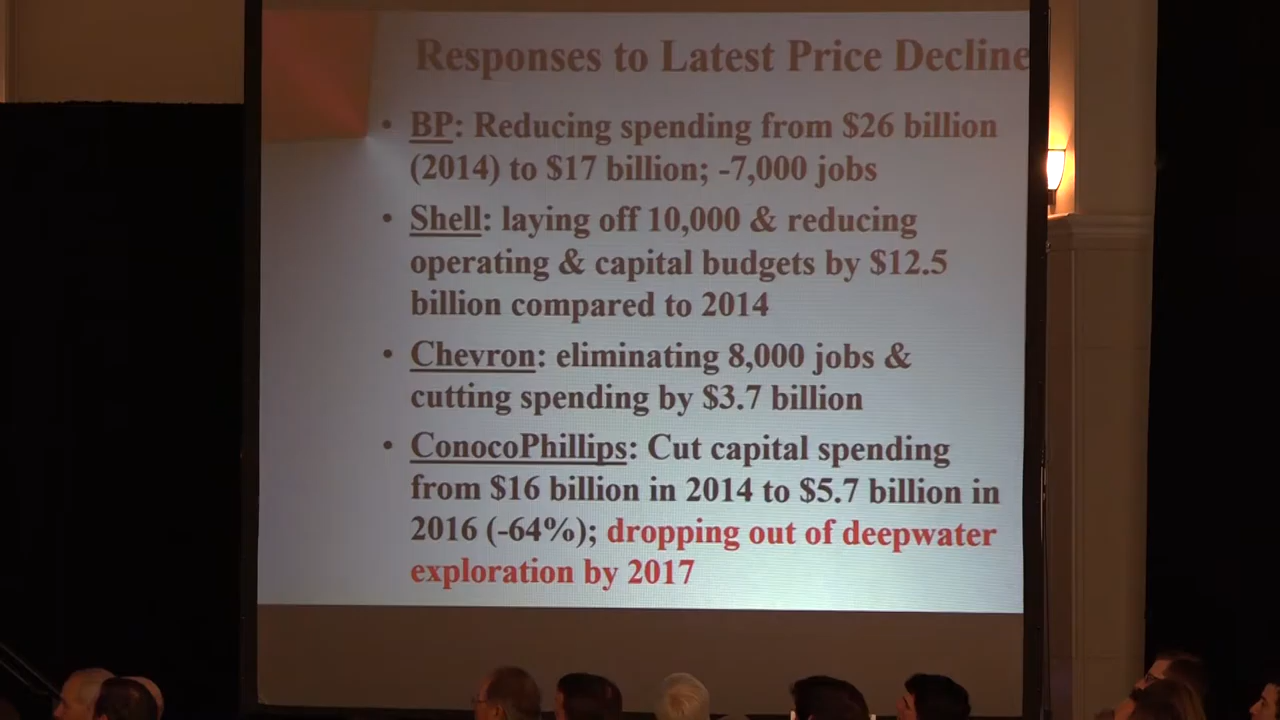 Responses to Latest Price Decline
• BP: Reducing spending from $26 billion
(2014) to $17 billion; -7,000 jobs
• Shell: laying off 10,000 & reducing
operating & capital budgets by $12.5
billion compared to 2014
• Chevron: eliminating 8,000 jobs &
cutting spending by $3.7 billion
• ConocoPhillips: Cut capital spending
from $16 billion in 2014 to $5.7 billion in
2016 (-64%); dropping out of deepwater
exploration by 2017